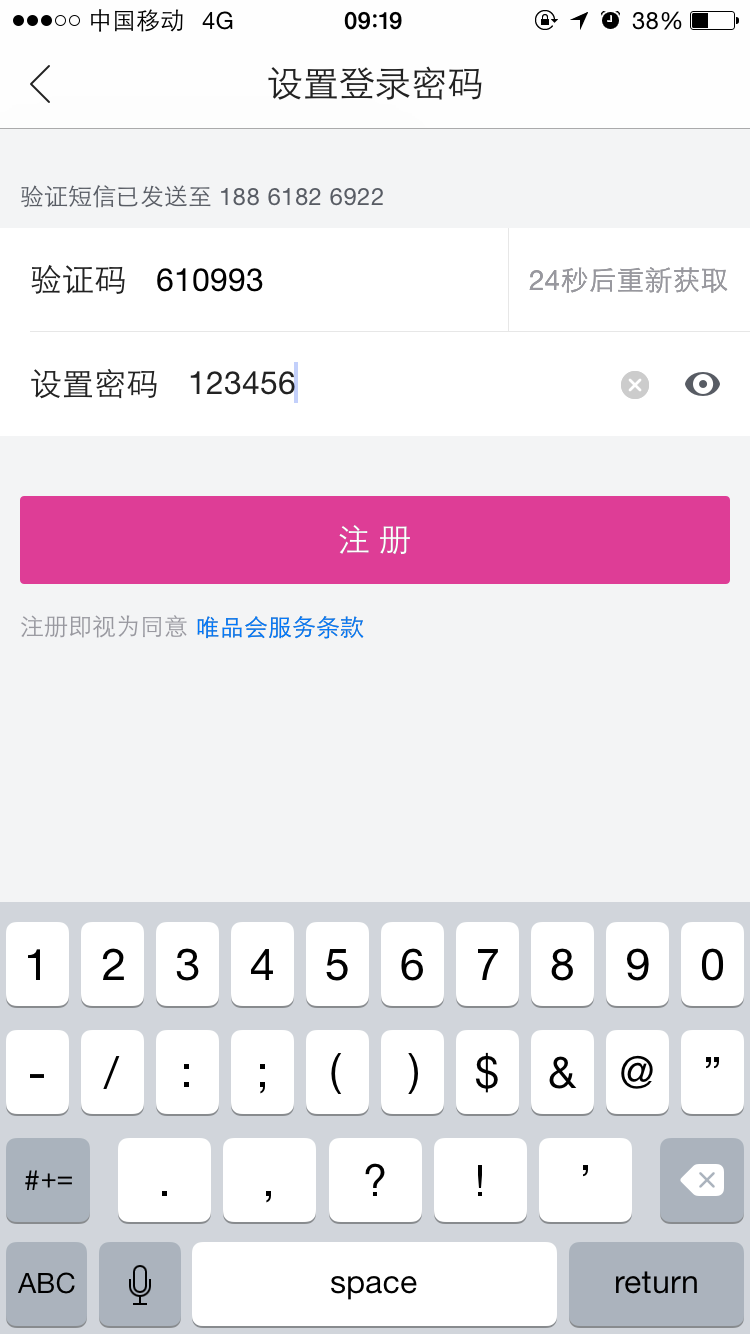 中国移动 4G 09:19 38%
设置登录密码
验证短信已发送至 188 6182 6922
验证码 610993 24秒后重新获取
设置密码 123456
注 册
注册即视为同意 唯品会服务条款
1 2 3 4 5 6 7 8 9 0
- / : ; ( ) $ & @ ”
#+= . , ? ! ’
ABC space return